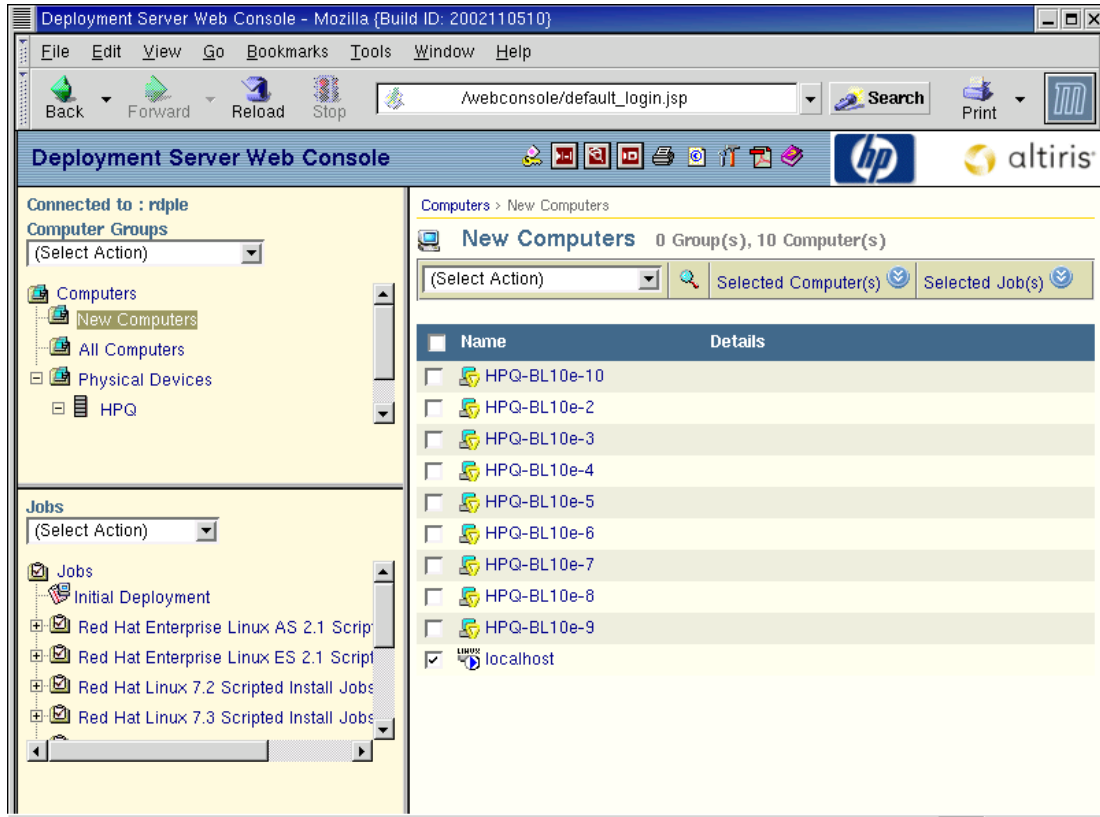 Deployment Server Web Console - Mozilla {Build ID: 2002110510}
File Edit View Go Bookmarks Tools Window Help
Back Forward Reload Stop /webconsole/default_login.jsp Search Print
Deployment Server Web Console hp altiris
Connected to : rdple
Computer Groups
(Select Action)
Computers
New Computers
All Computers
Physical Devices
HPQ
Jobs
(Select Action)
Jobs
Initial Deployment
Red Hat Enterprise Linux AS 2.1 Scrip
Red Hat Enterprise Linux ES 2.1 Script
Red Hat Linux 7.2 Scripted Install Jobs
Red Hat Linux 7.3 Scripted Install Jobs
Computers > New Computers
New Computers 0 Group(s), 10 Computer(s)
(Select Action) Selected Computer(s) Selected Job(s)
Name Details
HPQ-BL10e-10
HPQ-BL10e-2
HPQ-BL10e-3
HPQ-BL10e-4
HPQ-BL10e-5
HPQ-BL10e-6
HPQ-BL10e-7
HPQ-BL10e-8
HPQ-BL10e-9
LINUX localhost